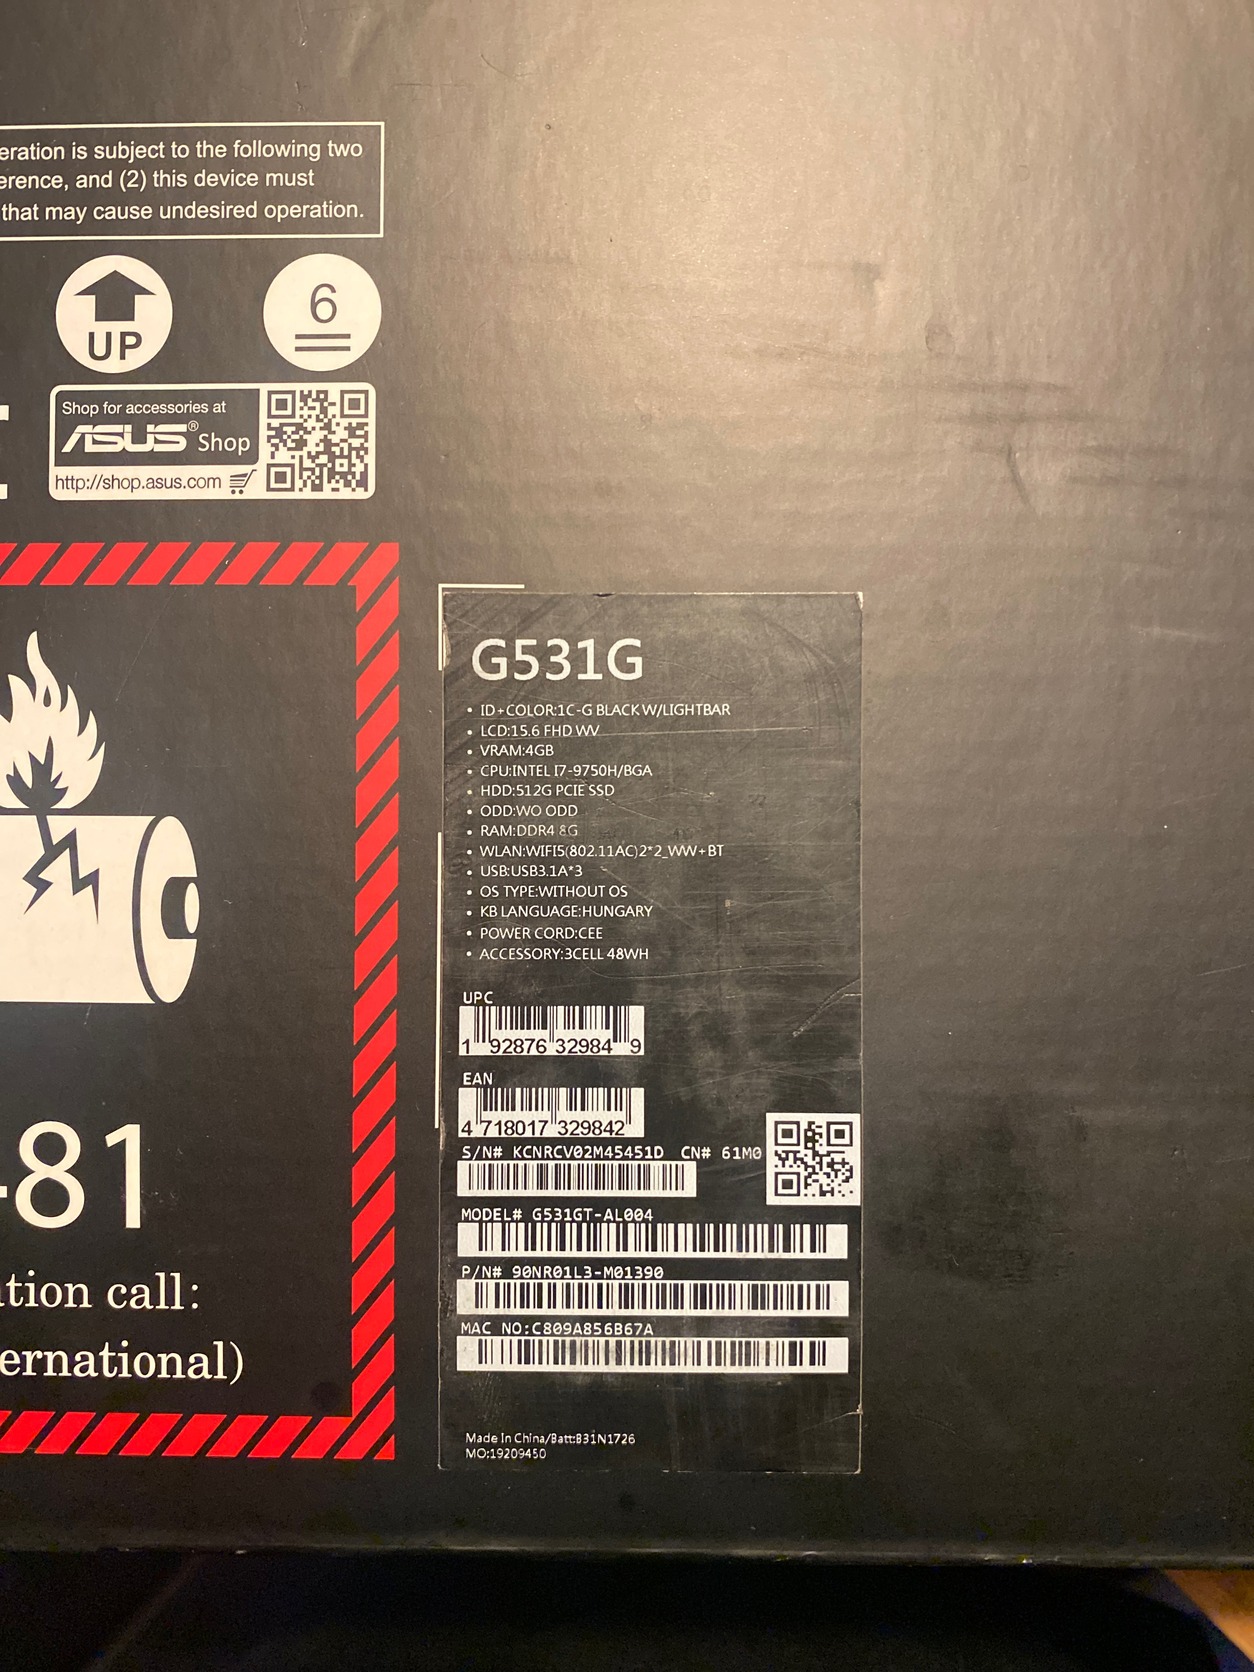 eration is subject to the following two
erence, and (2) this device must
that may cause undesired operation.
UP
6
Shop for accessories at
ASUS® Shop
http://shop.asus.com
G531G
• ID+COLOR:1C-G BLACK W/LIGHTBAR
• LCD:15.6 FHD WV
• VRAM:4GB
• CPU:INTEL I7-9750H/BGA
• HDD:512G PCIE SSD
• ODD:WO ODD
• RAM:DDR4 8G
• WLAN:WIFI5(802.11AC)2*2_WW+BT
• USB:USB3.1A*3
• OS TYPE:WITHOUT OS
• KB LANGUAGE:HUNGARY
• POWER CORD:CEE
• ACCESSORY:3CELL 48WH
UPC
1 92876 32984 9
EAN
4 718017 329842
S/N# KCNRCV02M45451D CN# 61M0
MODEL# G531GT-AL004
P/N# 90NR01L3-M01390
MAC NO:C809A856B67A
Made In China/Batt:B31N1726
MO:19209450
-81
tion call:
ernational)